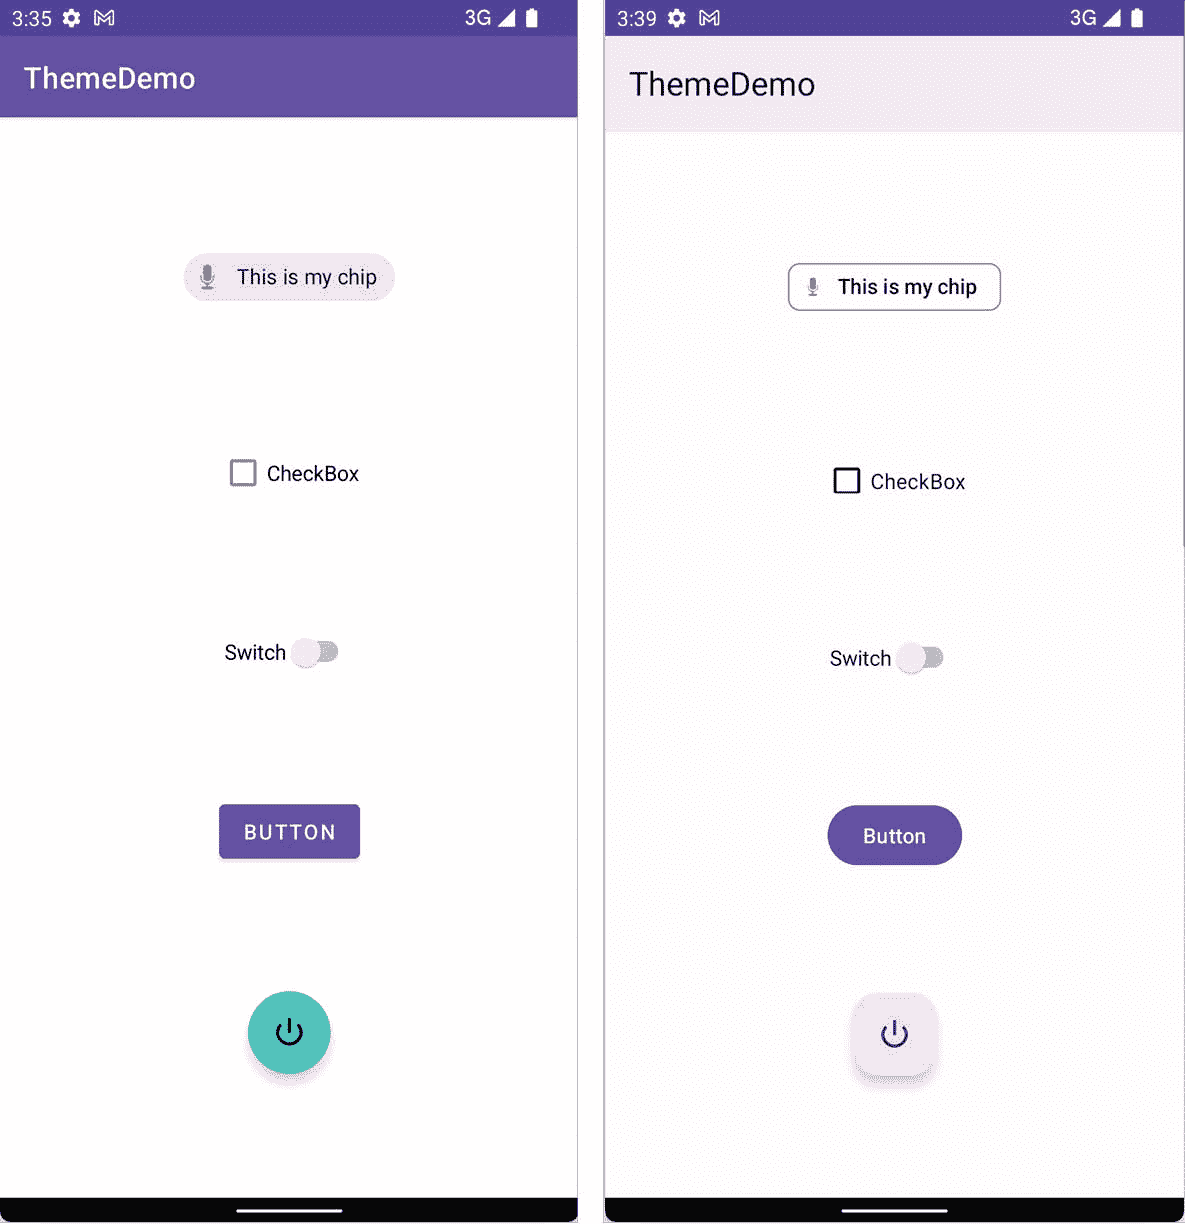 3:35 3G
ThemeDemo
This is my chip
CheckBox
Switch
BUTTON
3:39 3G
ThemeDemo
This is my chip
CheckBox
Switch
Button